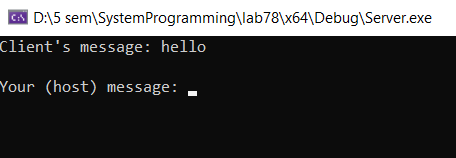 D:\5 sem\SystemProgramming\lab78\x64\Debug\Server.exe
Client's message: hello
Your (host) message: